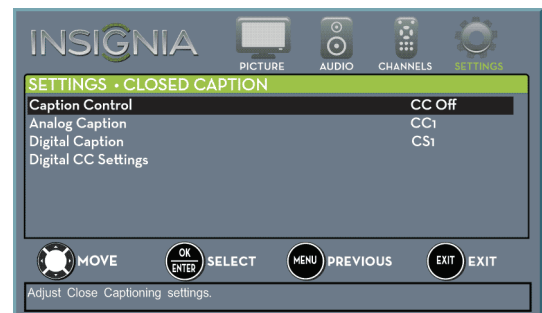 INSIGNIA
PICTURE AUDIO CHANNELS SETTINGS
SETTINGS • CLOSED CAPTION
Caption Control CC Off
Analog Caption CC1
Digital Caption CS1
Digital CC Settings
MOVE OK ENTER SELECT MENU PREVIOUS EXIT EXIT
Adjust Close Captioning settings.